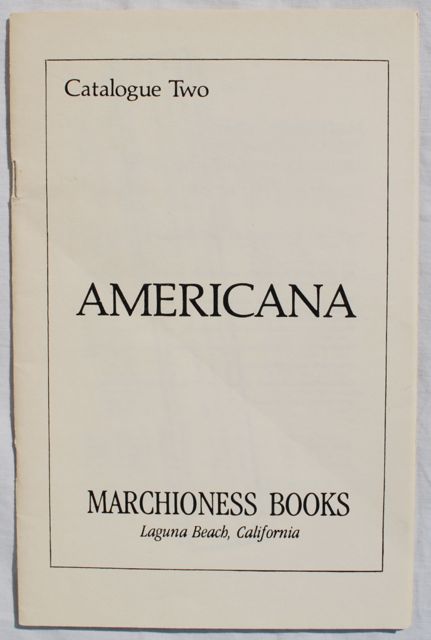 Catalogue Two
AMERICANA
MARCHIONESS BOOKS
Laguna Beach, California